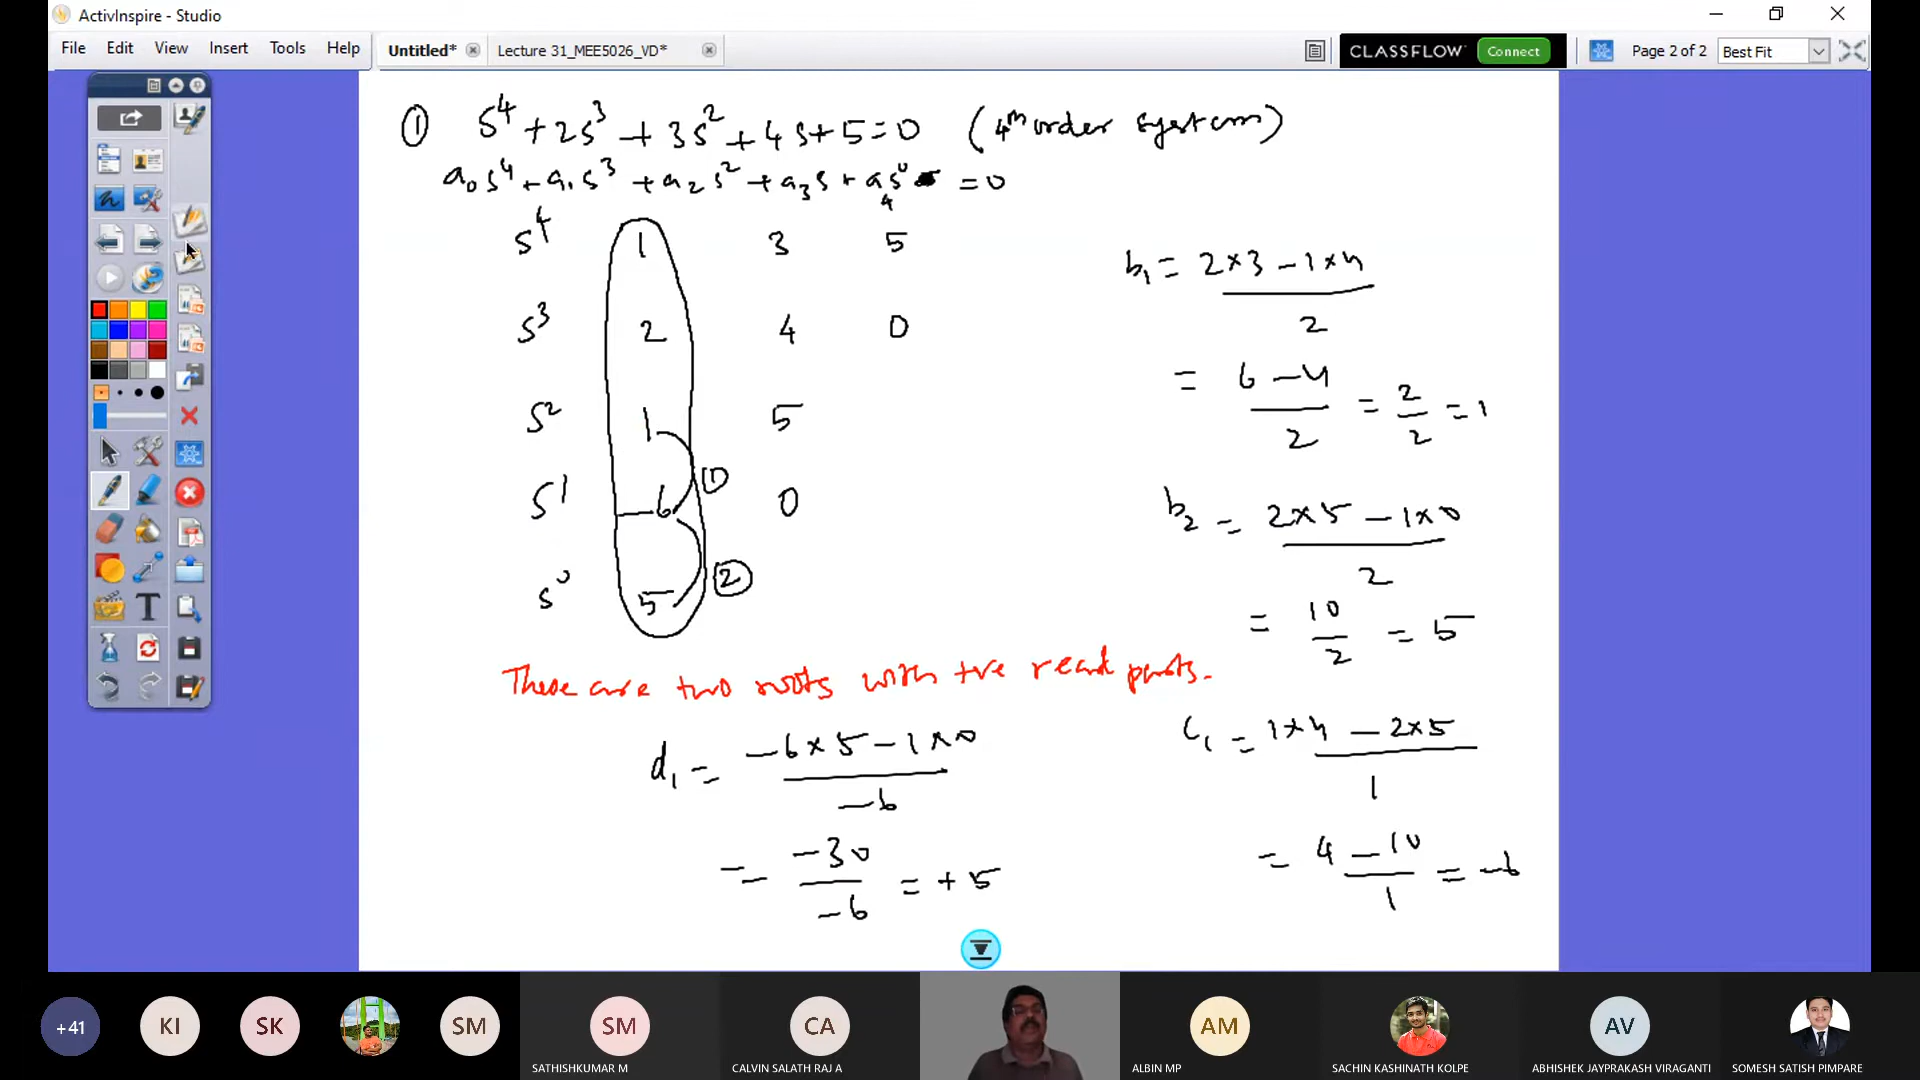 ActivInspire - Studio
File Edit View Insert Tools Help
Untitled* Lecture 31_MEE5026_VD*
CLASSFLOW Connect
Page 2 of 2 Best Fit
① S⁴ + 2S³ + 3S² + 4S + 5 = 0 (4th order system)
a₀S⁴ + a₁S³ + a₂S² + a₃S + a₄S⁰ = 0
S⁴ 1 3 5
S³ 2 4 0
S² 1 5
S¹ -6 0
S⁰ 5
①
②
b₁ = 2×3 - 1×4
2
= 6 - 4 = 2 = 1
2 2
b₂ = 2×5 - 1×0
2
= 10 = 5
2
These are two roots with +ve real parts.
d₁ = -6×5 - 1×0
-6
= -30 = +5
-6
C₁ = 1×4 - 2×5
1
= 4 - 10 = -6
1
+41
KI
SK
SM
SM
SATHISHKUMAR M
CA
CALVIN SALATH RAJ A
AM
ALBIN MP
SACHIN KASHINATH KOLPE
AV
ABHISHEK JAYPRAKASH VIRAGANTI
SOMESH SATISH PIMPARE